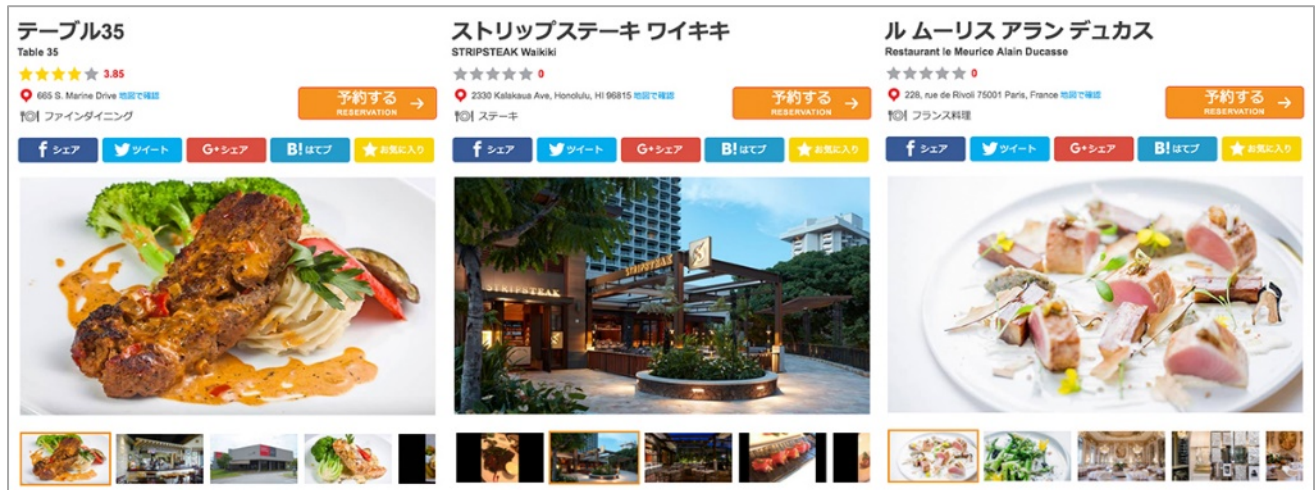 テーブル35
Table 35
3.85
665 S. Marine Drive 地図で確認
ファインダイニング
予約する →
RESERVATION
f シェア
ツイート
G+ シェア
B! はてブ
お気に入り
ストリップステーキ ワイキキ
STRIPSTEAK Waikiki
0
2330 Kalakaua Ave, Honolulu, HI 96815 地図で確認
ステーキ
予約する →
RESERVATION
f シェア
ツイート
G+ シェア
B! はてブ
お気に入り
STRIPSTEAK
STRIPSTEAK
ル ムーリス アラン デュカス
Restaurant le Meurice Alain Ducasse
0
228, rue de Rivoli 75001 Paris, France 地図で確認
フランス料理
予約する →
RESERVATION
f シェア
ツイート
G+ シェア
B! はてブ
お気に入り